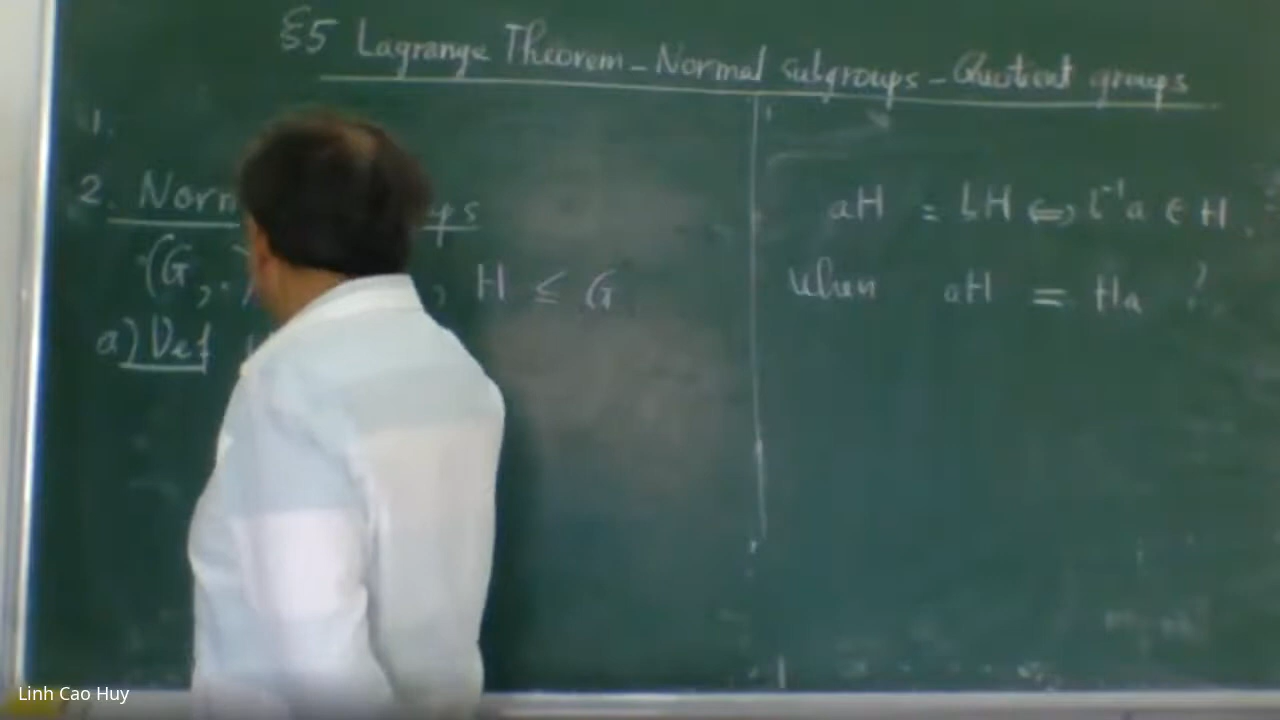 §5 Lagrange Theorem - Normal subgroups - Quotient groups
1.
2. Norm ps
(G, .) , H ≤ G
a) Def
aH = bH ⟺ b⁻¹a ∈ H.
When aH = Ha ?
Linh Cao Huy